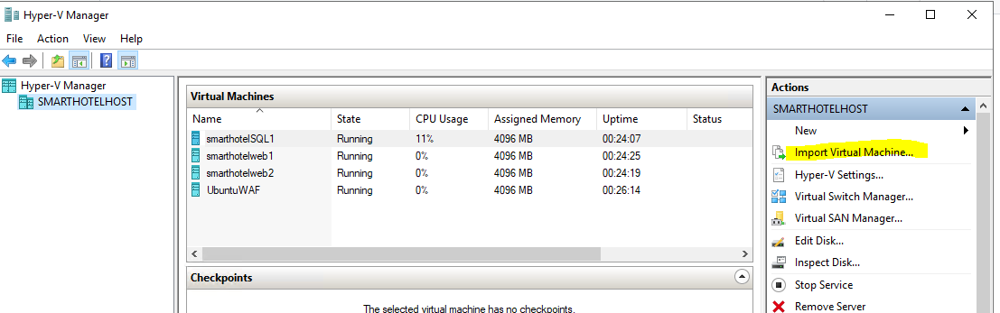 Hyper-V Manager
File Action View Help
Hyper-V Manager
SMARTHOTELHOST
Virtual Machines
Name State CPU Usage Assigned Memory Uptime Status
smarthotelSQL1 Running 11% 4096 MB 00:24:07
smarthotelweb1 Running 0% 4096 MB 00:24:25
smarthotelweb2 Running 0% 4096 MB 00:24:19
UbuntuWAF Running 0% 4096 MB 00:26:14
Checkpoints
The selected virtual machine has no checkpoints.
Actions
SMARTHOTELHOST
New
Import Virtual Machine...
Hyper-V Settings...
Virtual Switch Manager...
Virtual SAN Manager...
Edit Disk...
Inspect Disk...
Stop Service
Remove Server